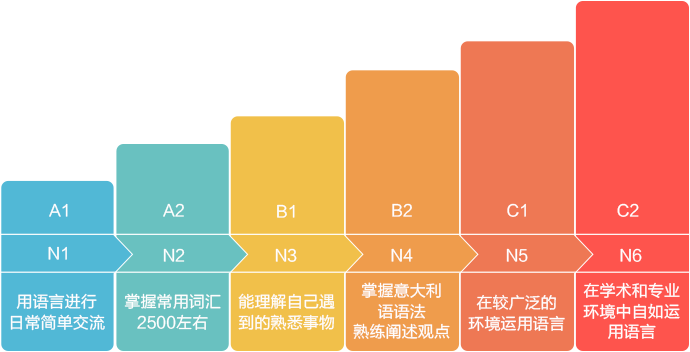 A1
A2
B1
B2
C1
C2
N1
N2
N3
N4
N5
N6
用语言进行
日常简单交流
掌握常用词汇
2500左右
能理解自己遇
到的熟悉事物
掌握意大利
语语法
熟练阐述观点
在较广泛的
环境运用语言
在学术和专业
环境中自如运
用语言